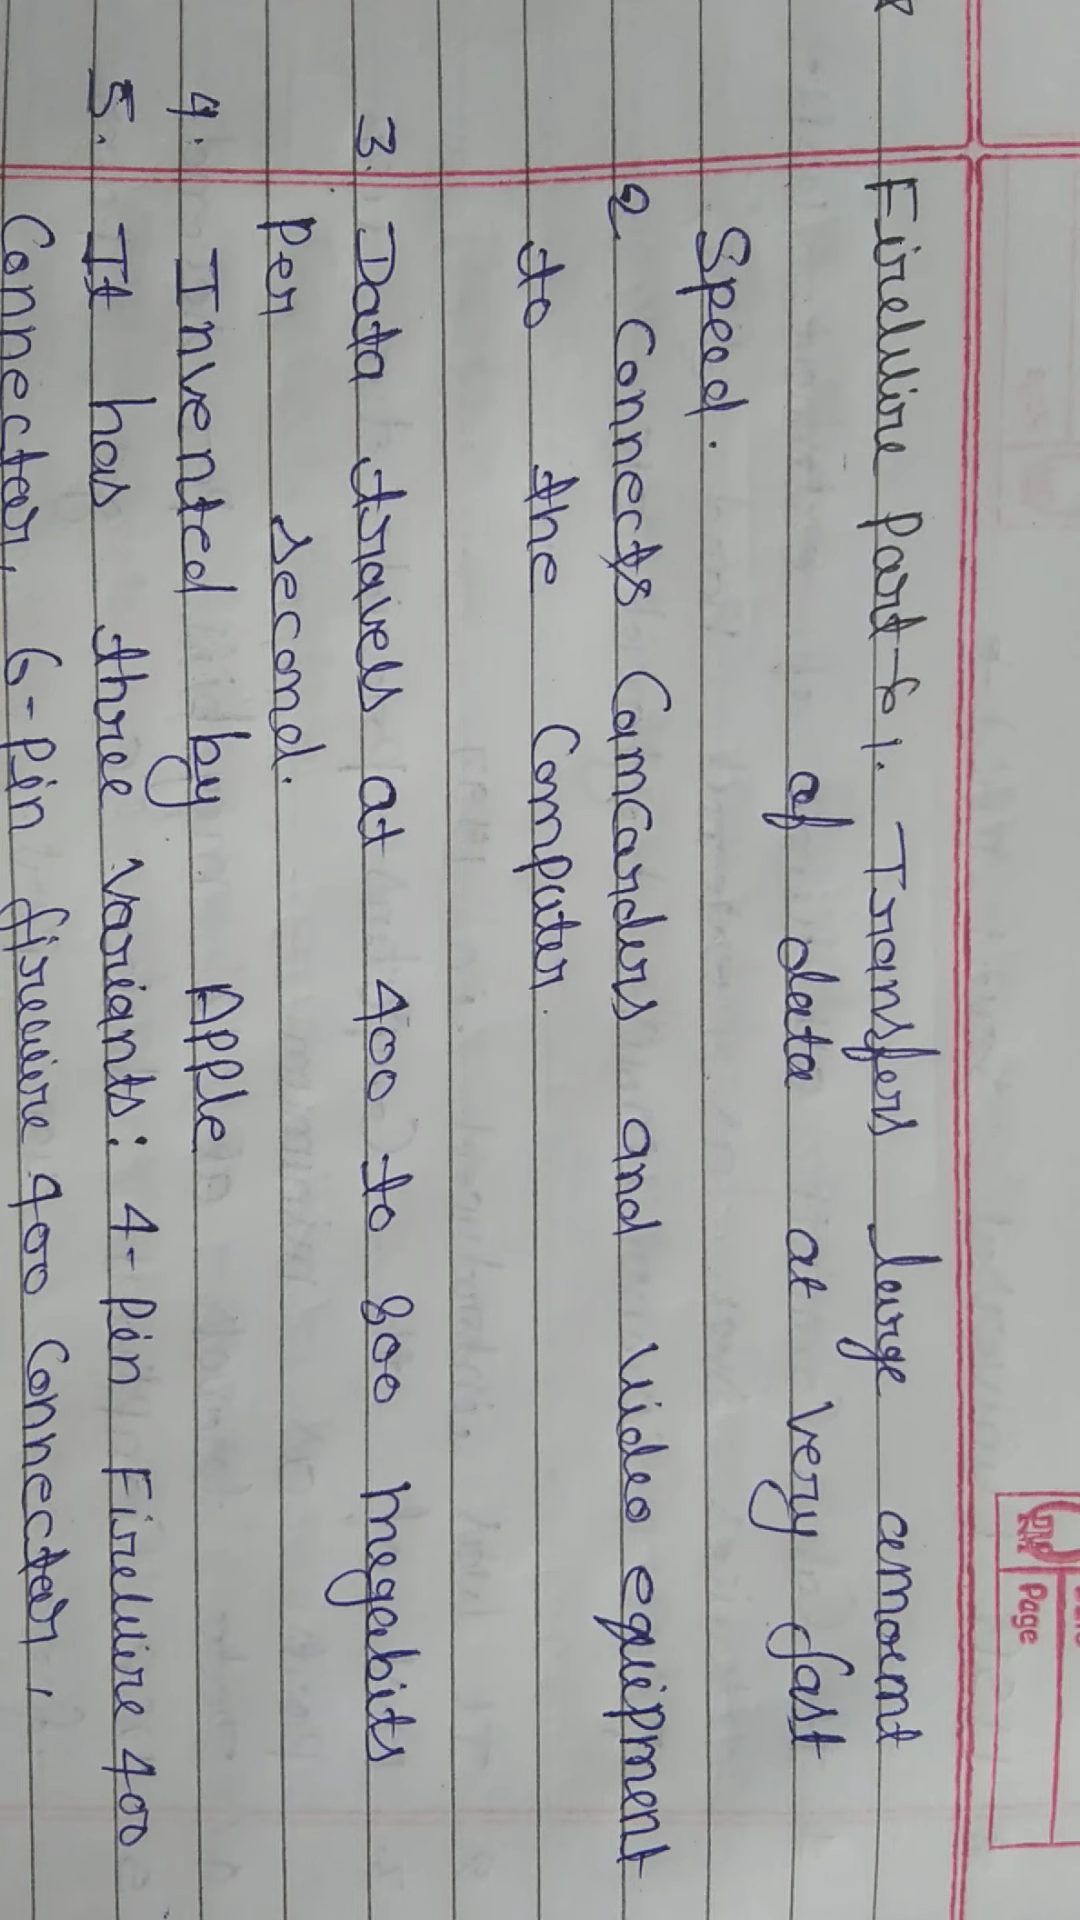 Page
Firewire Port → 1. Transfers large amount
of data at very fast
Speed.
2. Connects Camcorders and Video equipment
to the Computer.
3. Data travels at 400 to 800 megabits
Per second.
4. Invented by Apple
5. It has three Variants: 4-Pin FireWire 400
Connector, 6-Pin firewire 400 Connector,